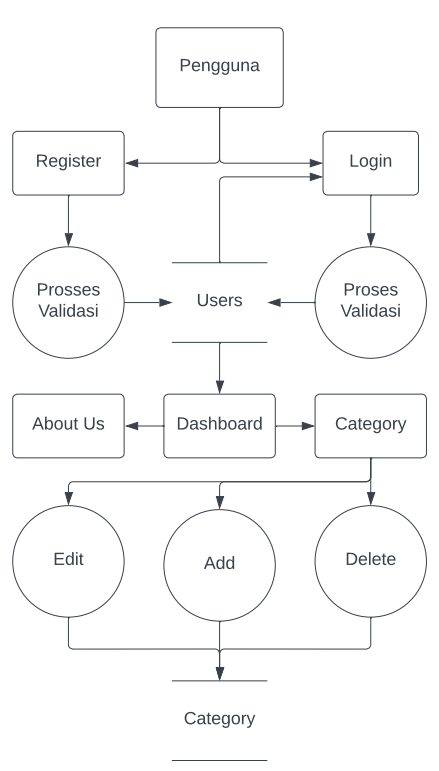 Pengguna
Register
Login
Prosses
Validasi
Users
Proses
Validasi
About Us
Dashboard
Category
Edit
Add
Delete
Category